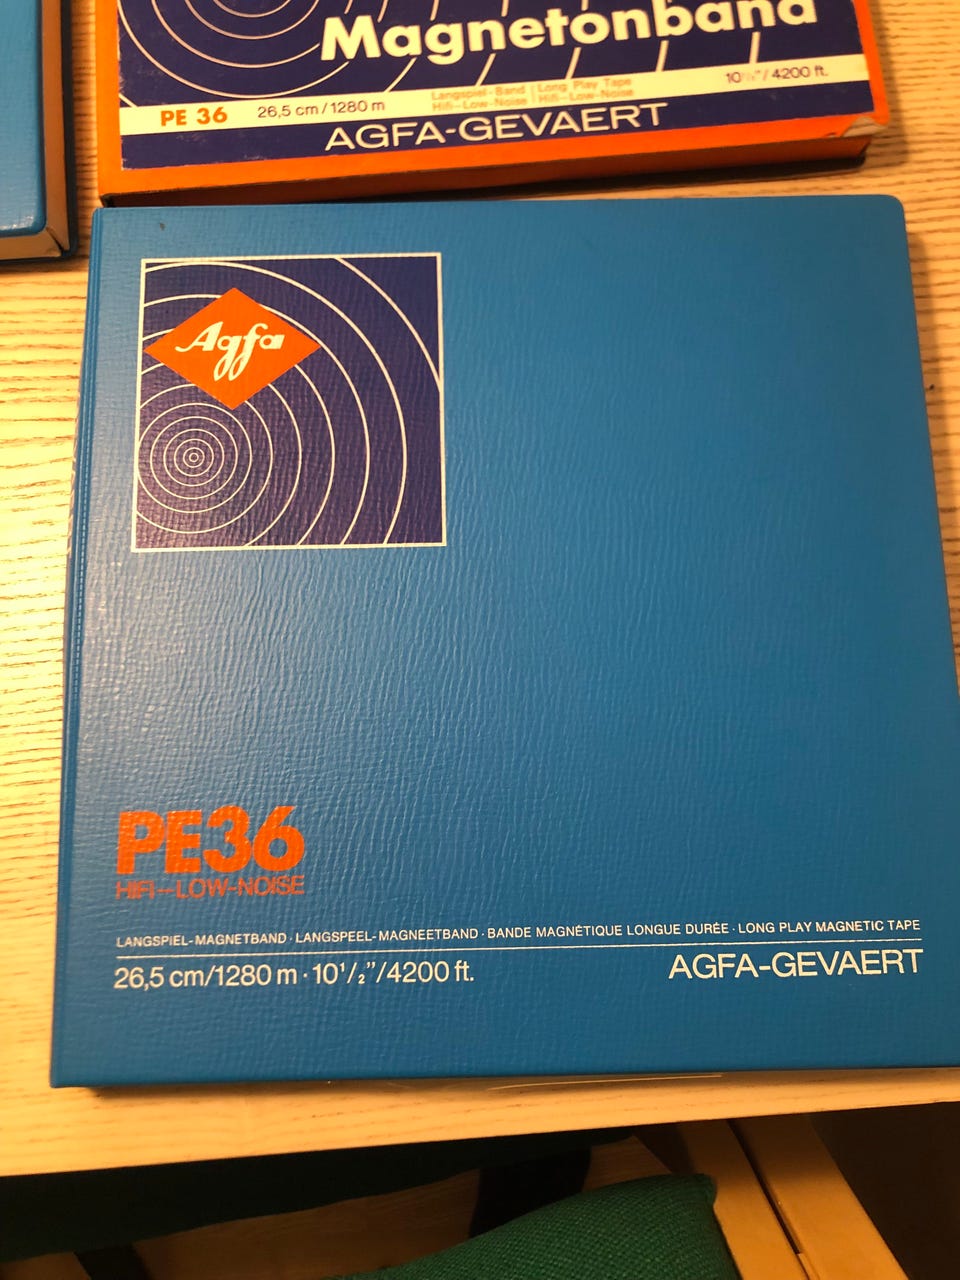 Magnetonband
PE 36 26,5 cm/1280 m Langspiel-Band Long Play Tape 10½"/4200 ft.
Hifi-Low-Noise Hifi-Low-Noise
AGFA-GEVAERT
Agfa
PE36
HIFI-LOW-NOISE
LANGSPIEL-MAGNETBAND · LANGSPEEL-MAGNEETBAND · BANDE MAGNÉTIQUE LONGUE DURÉE · LONG PLAY MAGNETIC TAPE
26,5 cm/1280 m · 10¹/₂"/4200 ft. AGFA-GEVAERT